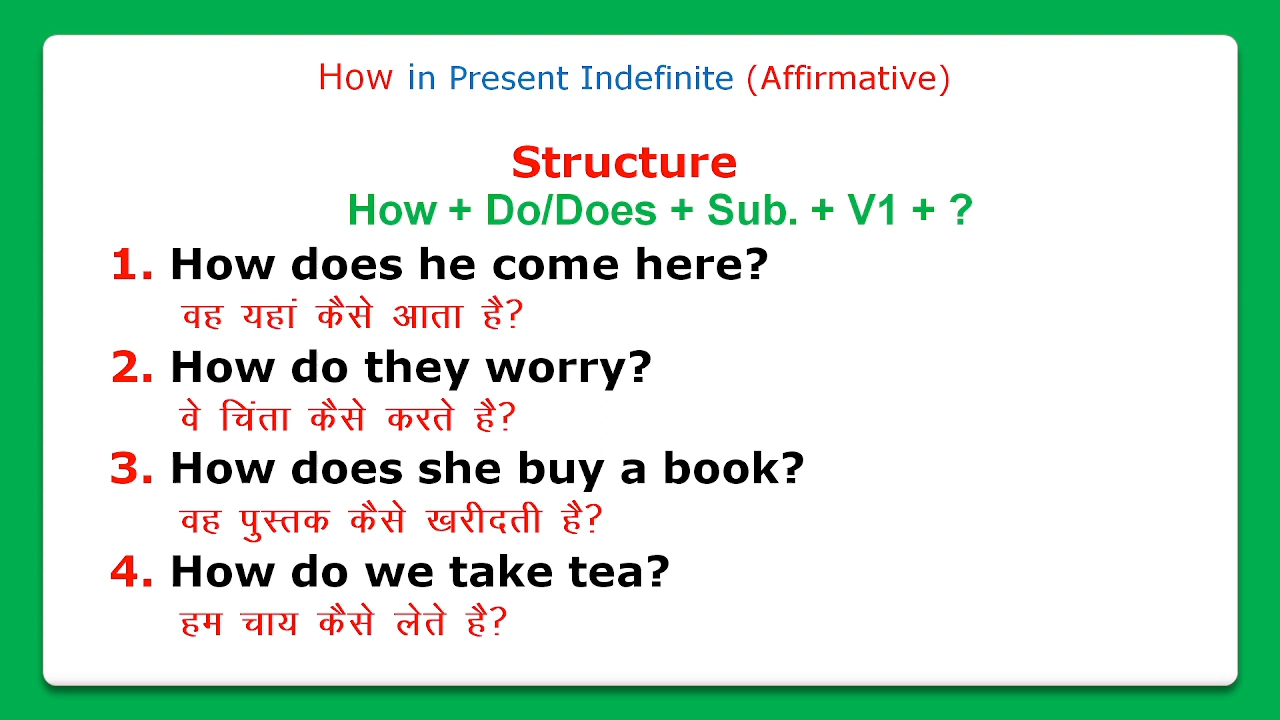 How in Present Indefinite (Affirmative)
Structure
How + Do/Does + Sub. + V1 + ?
1. How does he come here?
वह यहां कैसे आता है?
2. How do they worry?
वे चिंता कैसे करते है?
3. How does she buy a book?
वह पुस्तक कैसे खरीदती है?
4. How do we take tea?
हम चाय कैसे लेते है?